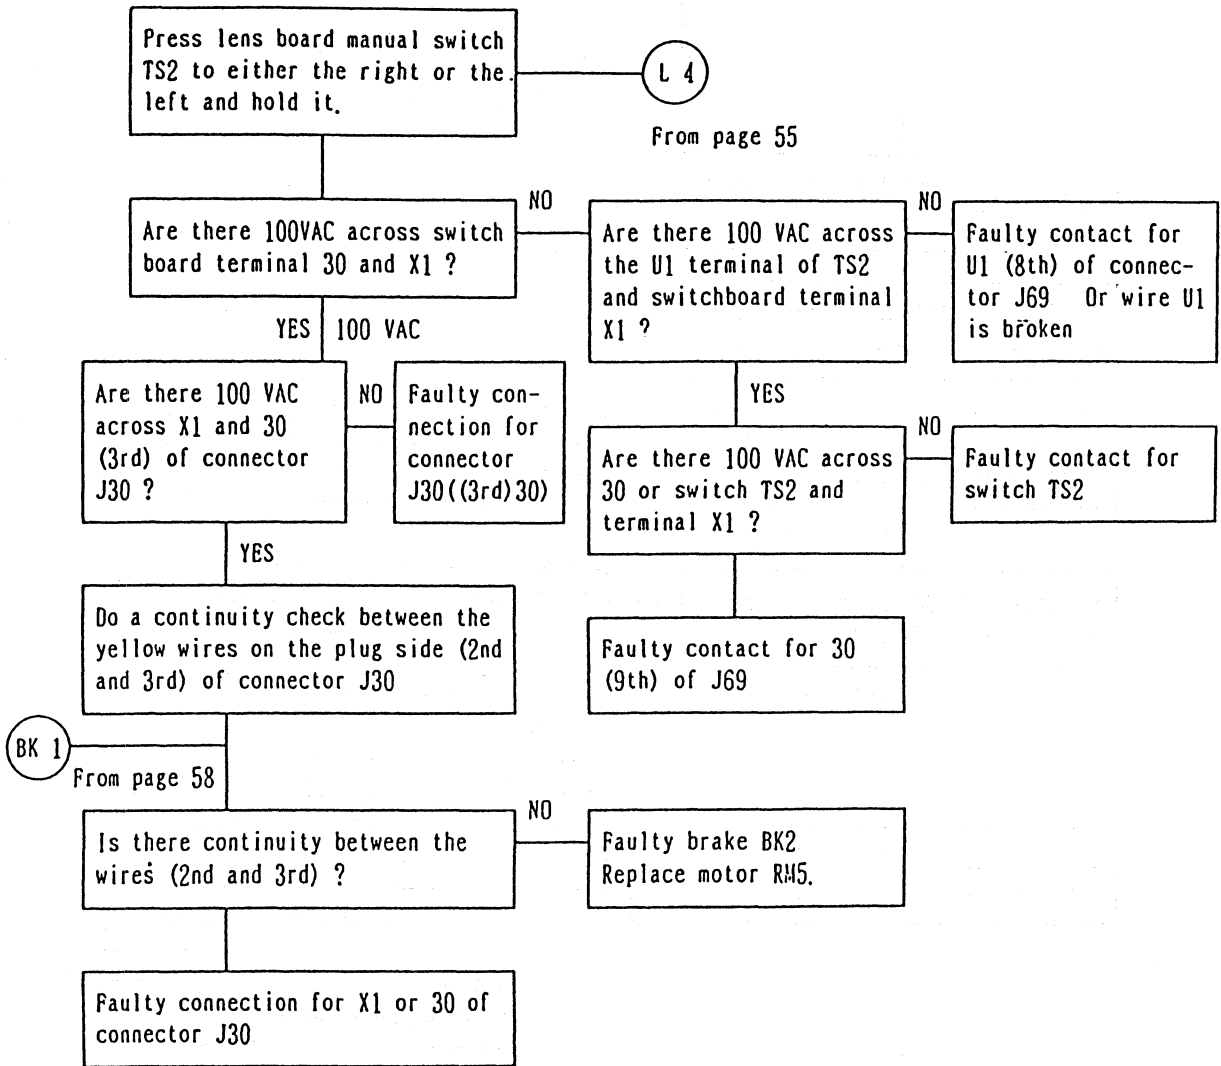 Press lens board manual switch
TS2 to either the right or the
left and hold it.
L 4
From page 55
Are there 100VAC across switch
board terminal 30 and X1 ?
NO
Are there 100 VAC across
the U1 terminal of TS2
and switchboard terminal
X1 ?
NO
Faulty contact for
U1 (8th) of connec-
tor J69 Or wire U1
is broken
YES 100 VAC
Are there 100 VAC
across X1 and 30
(3rd) of connector
J30 ?
NO
Faulty con-
nection for
connector
J30((3rd)30)
YES
Are there 100 VAC across
30 or switch TS2 and
terminal X1 ?
NO
Faulty contact for
switch TS2
YES
Do a continuity check between the
yellow wires on the plug side (2nd
and 3rd) of connector J30
Faulty contact for 30
(9th) of J69
BK 1
From page 58
Is there continuity between the
wires (2nd and 3rd) ?
NO
Faulty brake BK2
Replace motor RM5.
Faulty connection for X1 or 30 of
connector J30